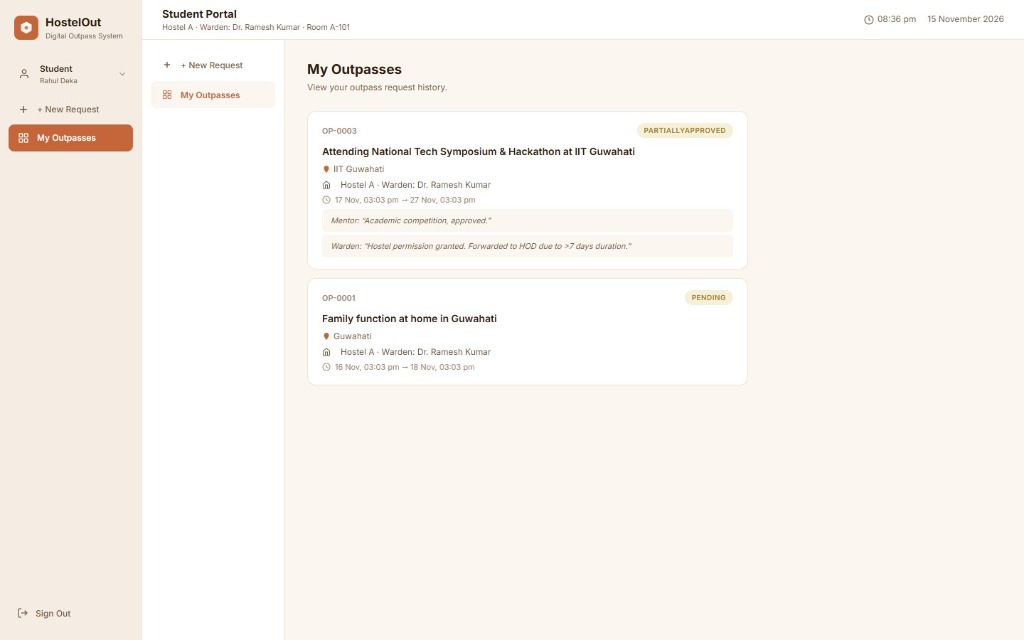 HostelOut
Digital Outpass System
Student
Rahul Deka
+ New Request
My Outpasses
Sign Out
Student Portal
Hostel A · Warden: Dr. Ramesh Kumar · Room A-101
08:36 pm 15 November 2026
+ New Request
My Outpasses
My Outpasses
View your outpass request history.
OP-0003 PARTIALLYAPPROVED
Attending National Tech Symposium & Hackathon at IIT Guwahati
IIT Guwahati
Hostel A · Warden: Dr. Ramesh Kumar
17 Nov, 03:03 pm → 27 Nov, 03:03 pm
Mentor: "Academic competition, approved."
Warden: "Hostel permission granted. Forwarded to HOD due to >7 days duration."
OP-0001 PENDING
Family function at home in Guwahati
Guwahati
Hostel A · Warden: Dr. Ramesh Kumar
16 Nov, 03:03 pm → 18 Nov, 03:03 pm